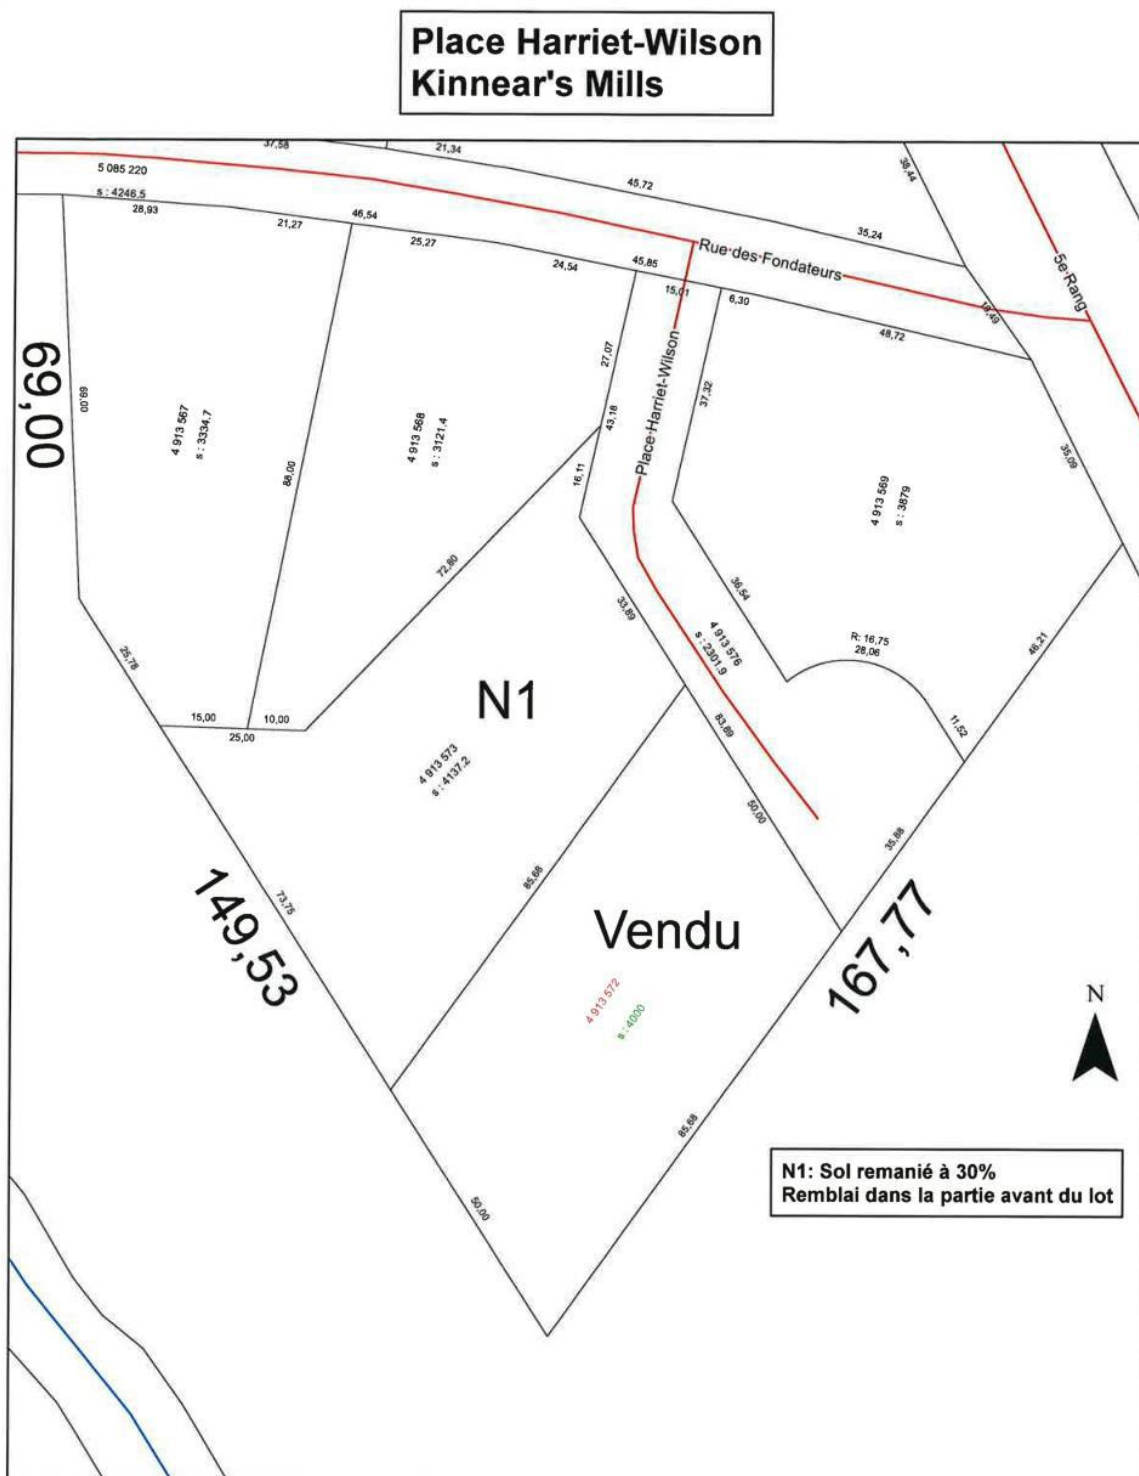 Place Harriet-Wilson
Kinnear's Mills
37,58
21,34
38,44
5 085 220
s : 4246.5
45,72
28,93
21,27
46,54
25,27
24,54
45,85
35,24
Rue des Fondateurs
5e Rang
15,01
6,30
48,72
69,00
69,00
27,07
43,18
16,11
Place Harriet-Wilson
37,32
35,09
4 913 567
s : 3334.7
88,00
4 913 568
s : 3121.4
4 913 569
s : 3879
72,80
33,89
36,54
4 913 576
s : 2301.9
R: 16,75
28,06
46,21
25,78
15,00
10,00
25,00
N1
4 913 573
s : 4137.2
83,89
11,52
50,00
35,88
85,68
73,75
149,53
Vendu
167,77
4 913 572
s : 4000
N
85,68
50,00
N1: Sol remanié à 30%
Remblai dans la partie avant du lot